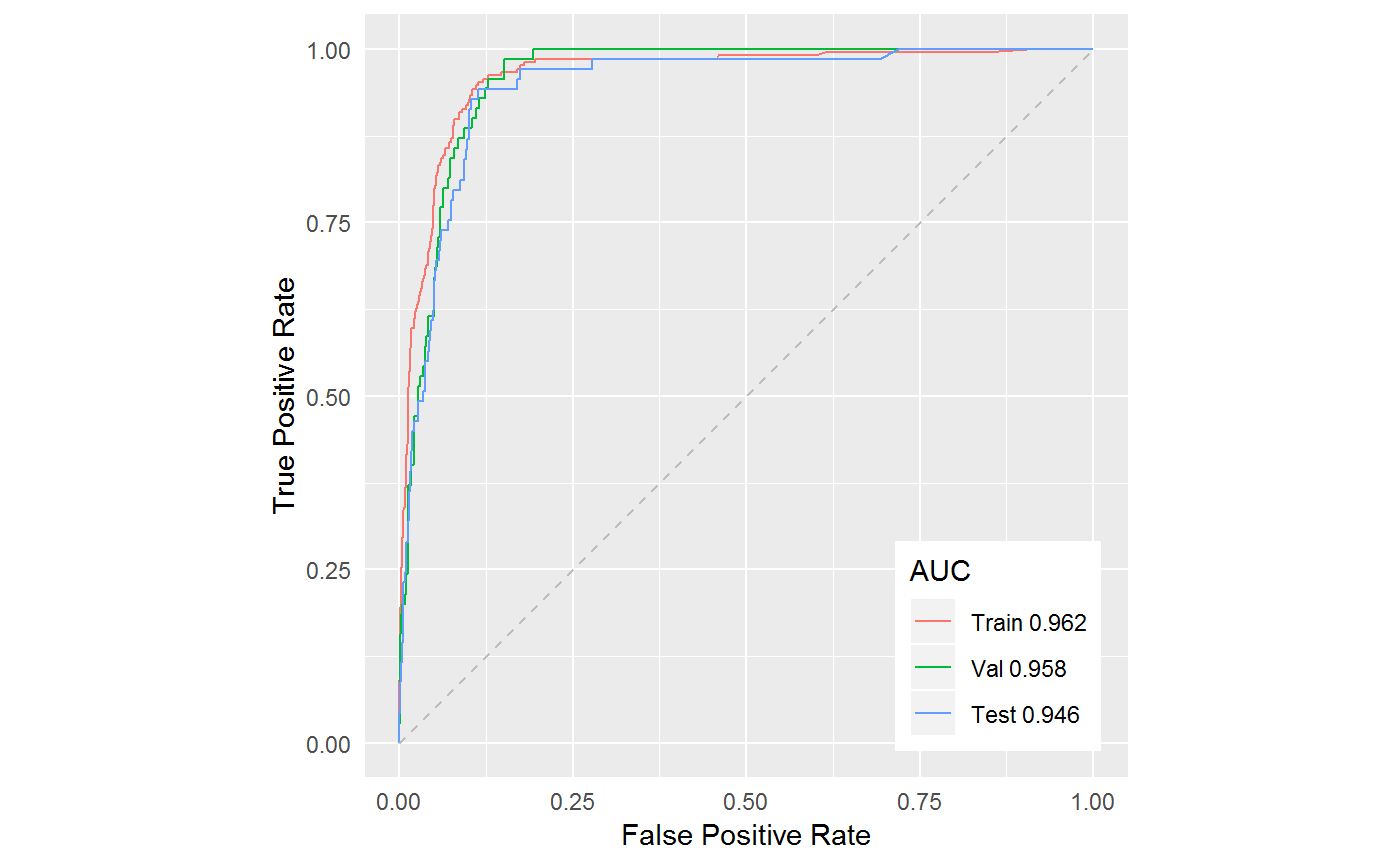 1.00
0.75
0.50
0.25
0.00
True Positive Rate
AUC
Train 0.962
Val 0.958
Test 0.946
0.00 0.25 0.50 0.75 1.00
False Positive Rate